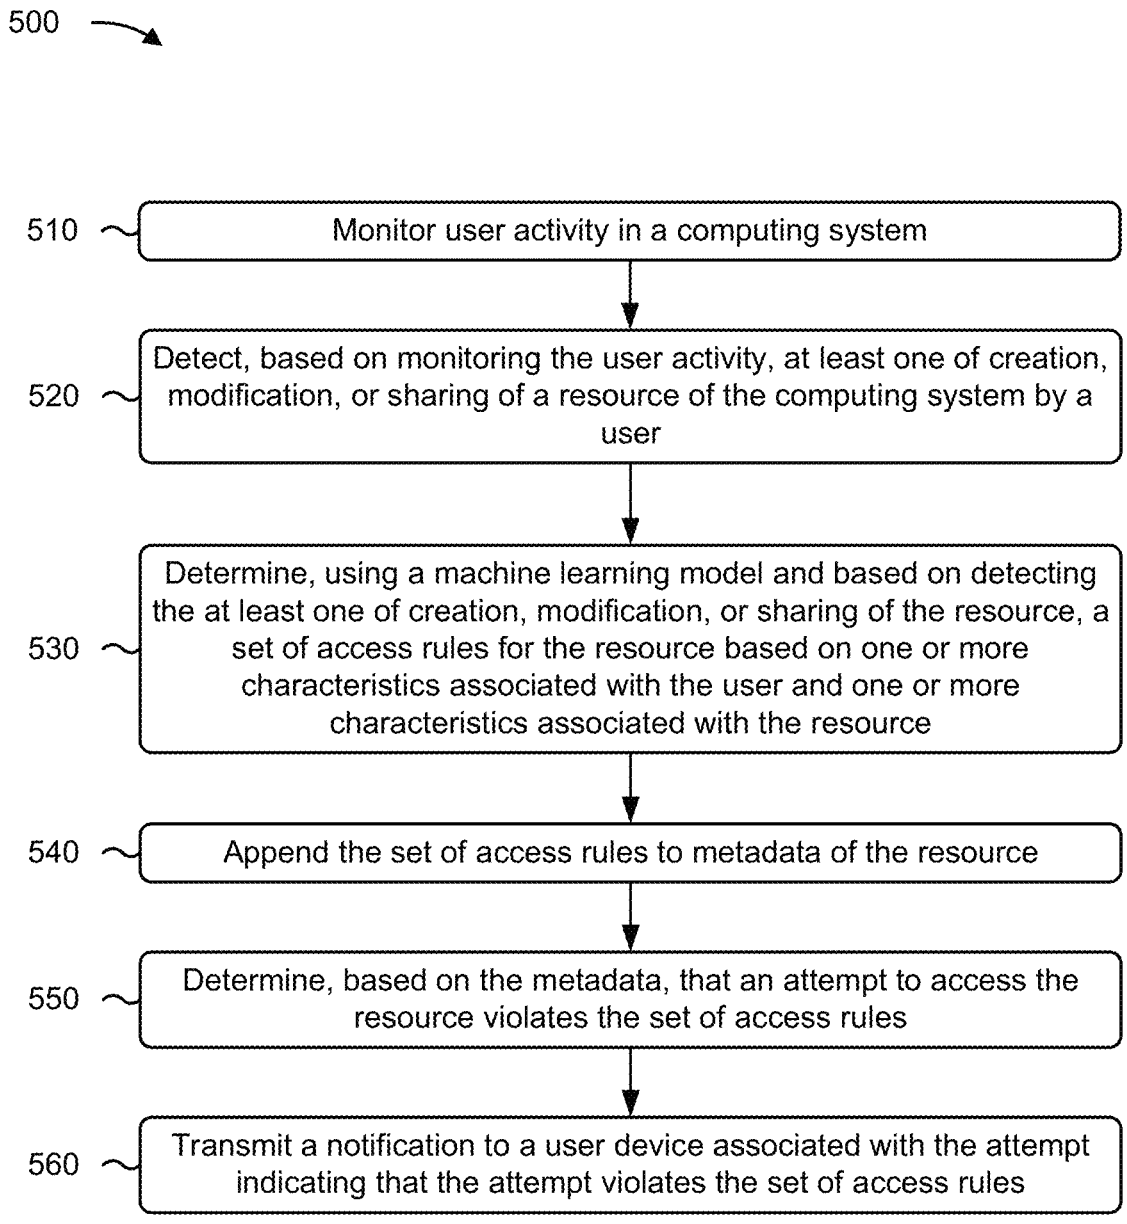 500
510
Monitor user activity in a computing system
520
Detect, based on monitoring the user activity, at least one of creation,
modification, or sharing of a resource of the computing system by a
user
530
Determine, using a machine learning model and based on detecting
the at least one of creation, modification, or sharing of the resource, a
set of access rules for the resource based on one or more
characteristics associated with the user and one or more
characteristics associated with the resource
540
Append the set of access rules to metadata of the resource
550
Determine, based on the metadata, that an attempt to access the
resource violates the set of access rules
560
Transmit a notification to a user device associated with the attempt
indicating that the attempt violates the set of access rules